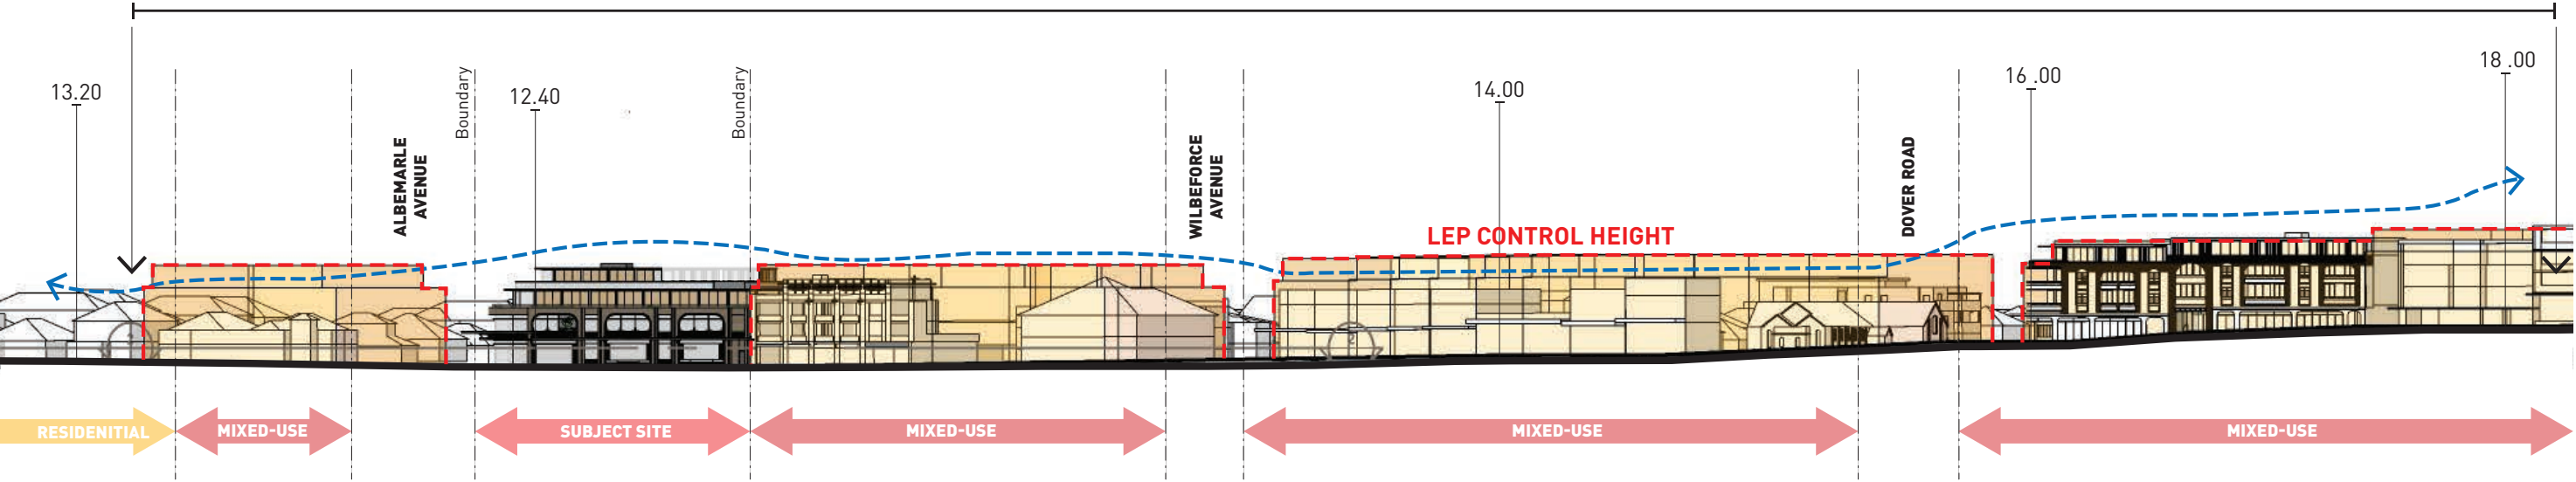 13.20
ALBEMARLE
AVENUE
Boundary
12.40
Boundary
WILBEFORCE
AVENUE
14.00
LEP CONTROL HEIGHT
DOVER ROAD
16 .00
18 .00
RESIDENITIAL
MIXED-USE
SUBJECT SITE
MIXED-USE
MIXED-USE
MIXED-USE